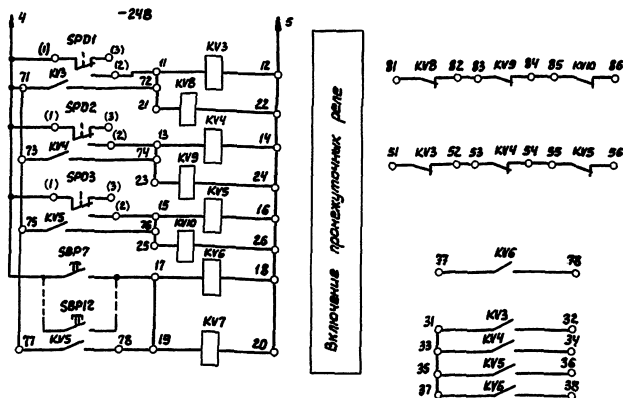 4 -24В 5
SPD1
(1) (3)
(2) 11 KV3 12
71 KV3 72
KV8
21 22
SPD2
(1) (3)
(2) 13 KV4 14
73 KV4 74
KV9
23 24
SPD3
(1) (3)
(2) 15 KV5 16
75 KV5 76
KV10
25 26
SBP7 17 KV6 18
SBP12
77 KV5 78 19 KV7 20
Включение промежуточных реле
81 KV8 82 83 KV9 84 85 KV10 86
51 KV3 52 53 KV4 54 55 KV5 56
77 KV6 78
31 KV3 32
33 KV4 34
35 KV5 36
37 KV6 38